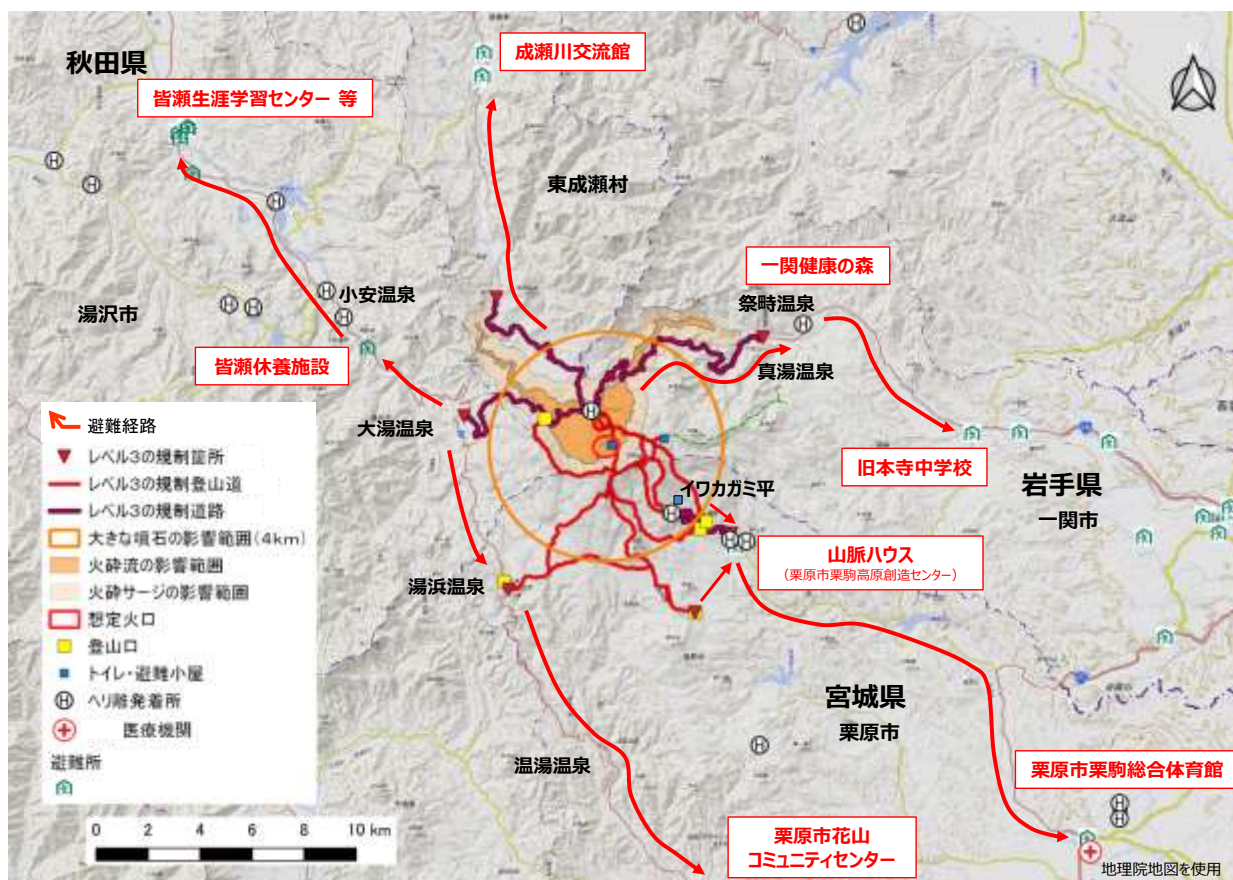 成瀬川交流館
秋田県
皆瀬生涯学習センター 等
東成瀬村
一関健康の森
小安温泉
祭畤温泉
湯沢市
皆瀬休養施設
真湯温泉
大湯温泉
旧本寺中学校
岩手県
一関市
イワカガミ平
山脈ハウス
(栗原市栗駒高原創造センター)
湯浜温泉
宮城県
栗原市
温湯温泉
栗原市栗駒総合体育館
栗原市花山
コミュニティセンター
避難経路
レベル3の規制箇所
レベル3の規制登山道
レベル3の規制道路
大きな噴石の影響範囲(4km)
火砕流の影響範囲
火砕サージの影響範囲
想定火口
登山口
トイレ・避難小屋
ヘリ離発着所
医療機関
避難所
0 2 4 6 8 10 km
地理院地図を使用